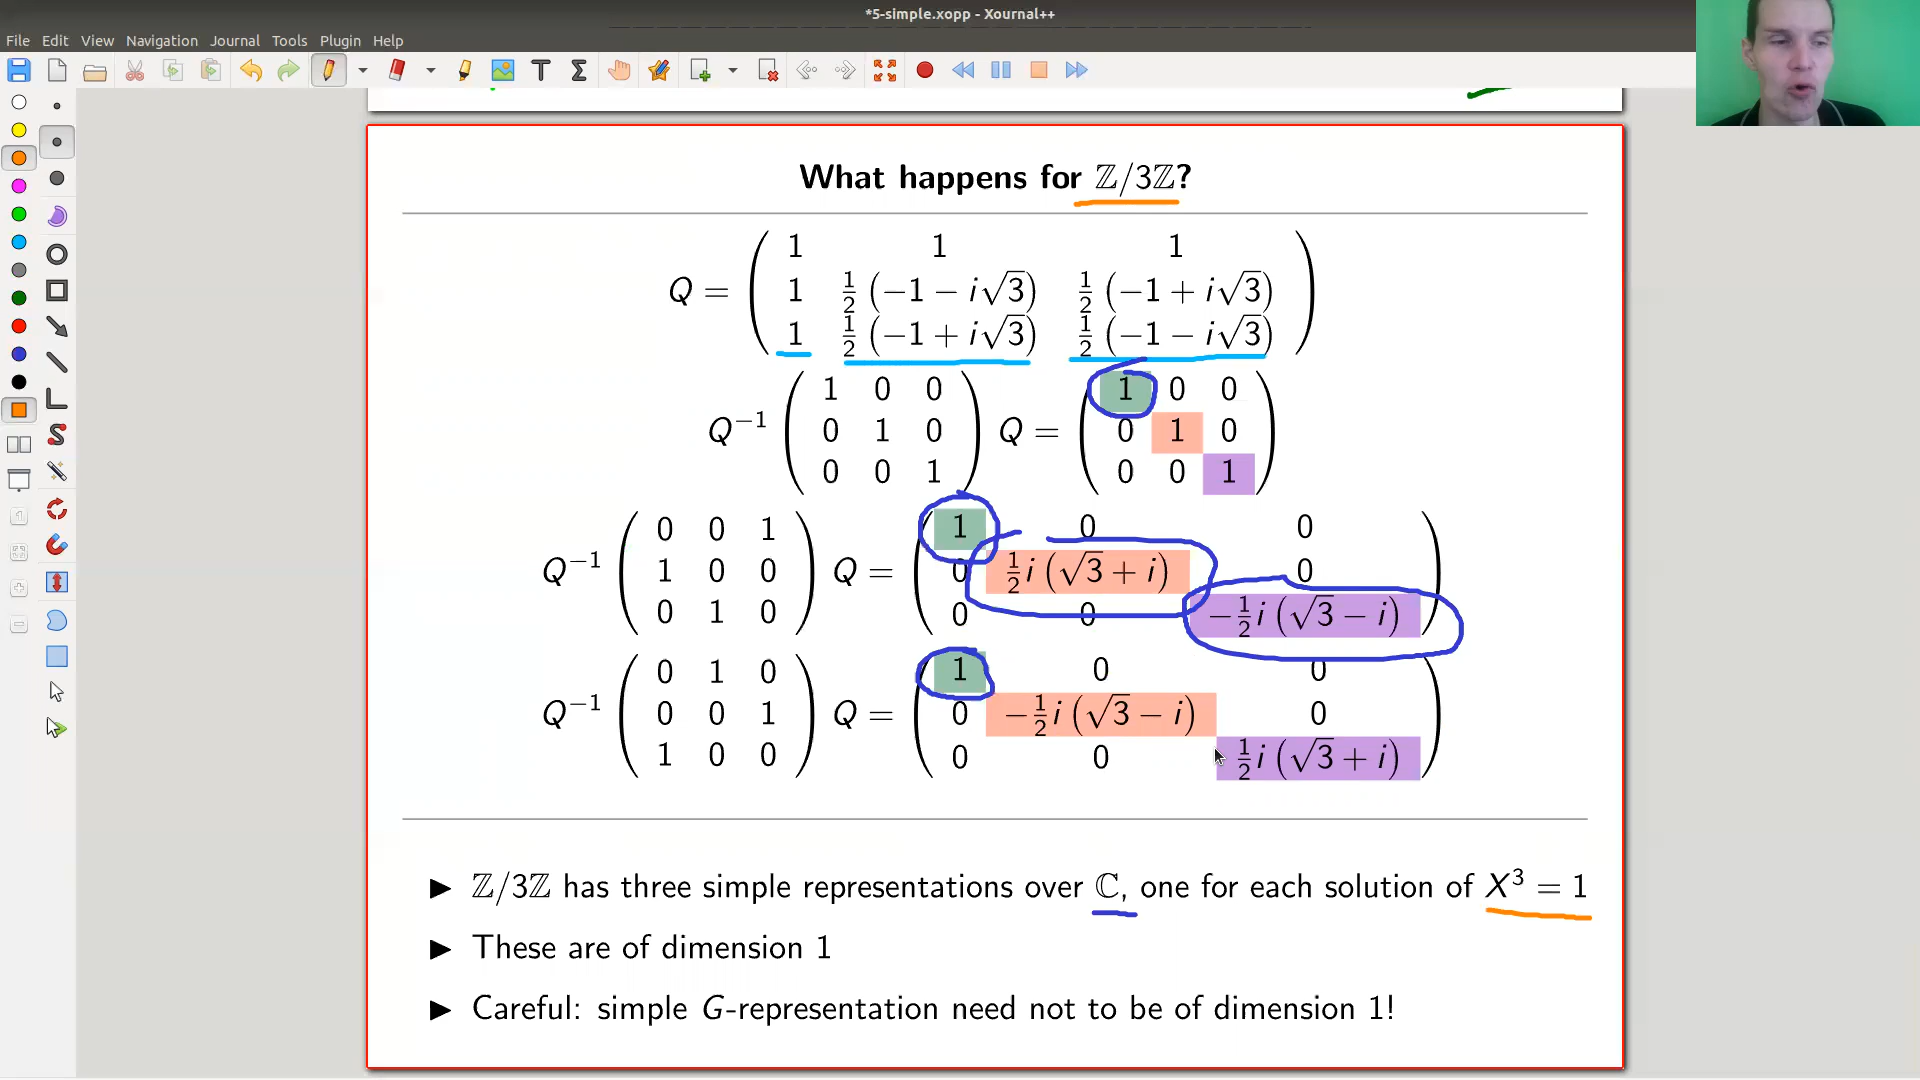 *5-simple.xopp - Xournal++
File Edit View Navigation Journal Tools Plugin Help
What happens for ℤ/3ℤ?
1 1 1
Q = ( 1 ½ (−1 − i√3) ½ (−1 + i√3) )
1 ½ (−1 + i√3) ½ (−1 − i√3)
1 0 0 1 0 0
Q⁻¹ ( 0 1 0 ) Q = ( 0 1 0 )
0 0 1 0 0 1
0 0 1 1 0 0
Q⁻¹ ( 1 0 0 ) Q = ( 0 ½i (√3 + i) 0 )
0 1 0 0 0 −½i (√3 − i)
0 1 0 1 0 0
Q⁻¹ ( 0 0 1 ) Q = ( 0 −½i (√3 − i) 0 )
1 0 0 0 0 ½i (√3 + i)
▶ ℤ/3ℤ has three simple representations over ℂ, one for each solution of X³ = 1
▶ These are of dimension 1
▶ Careful: simple G-representation need not to be of dimension 1!